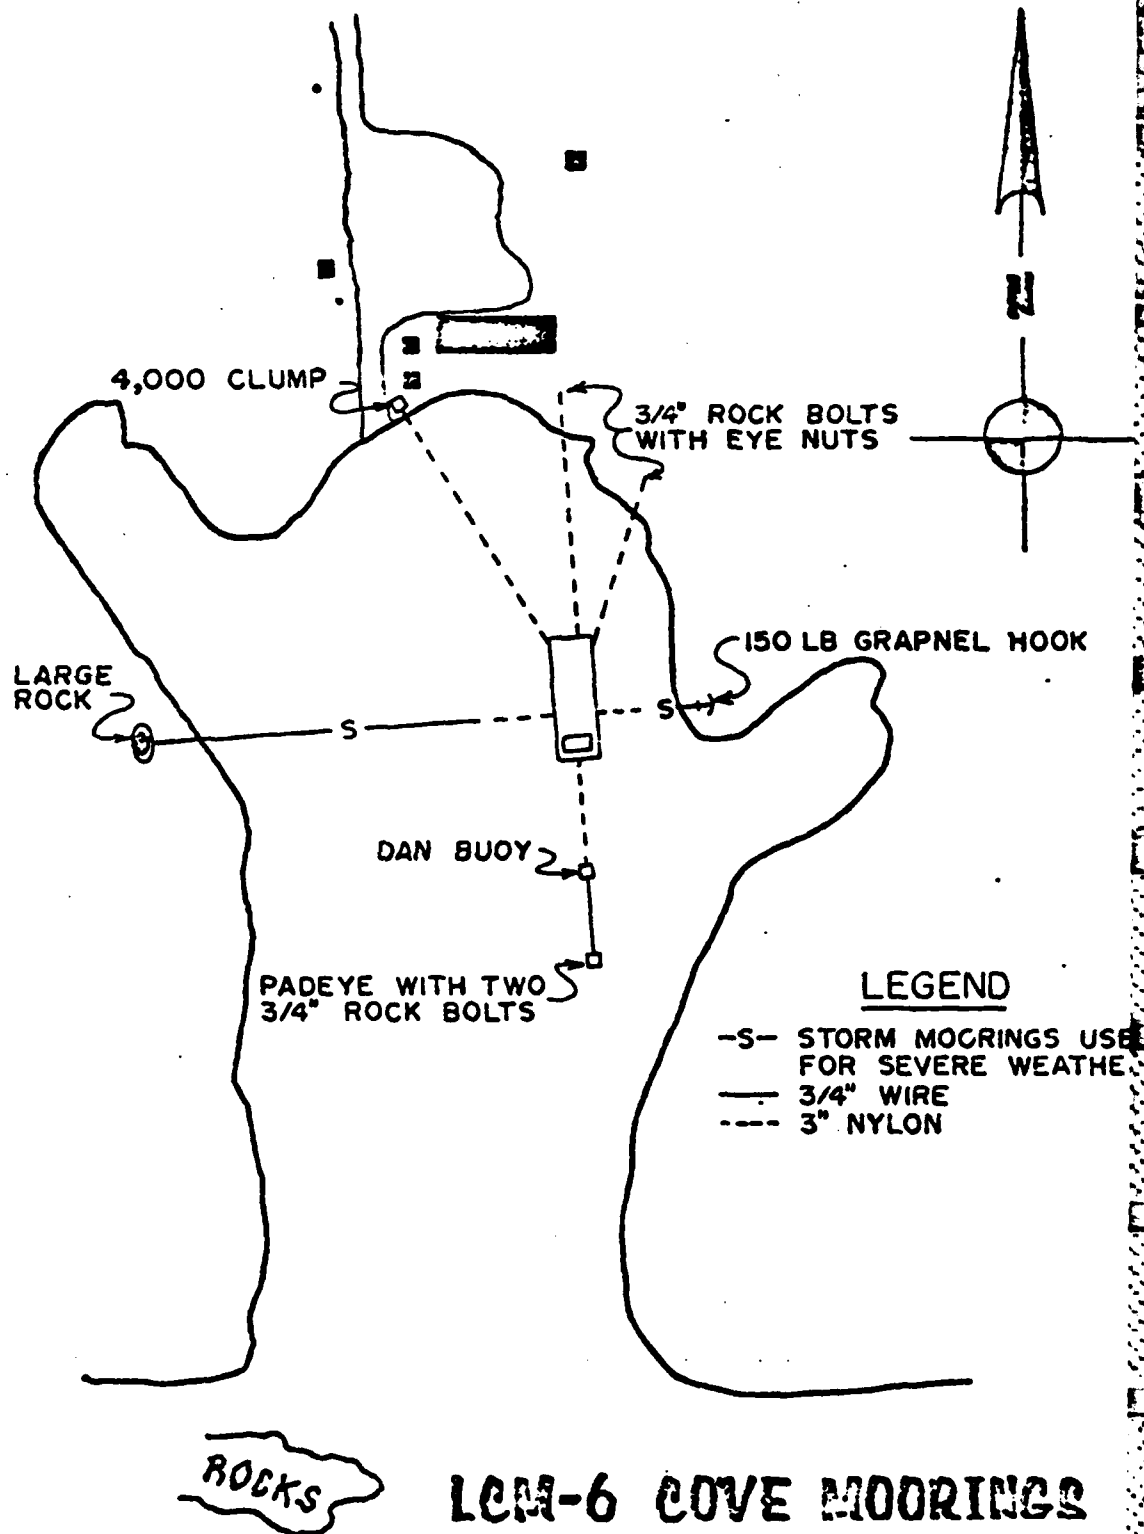 4,000 CLUMP
3/4" ROCK BOLTS
WITH EYE NUTS
150 LB GRAPNEL HOOK
LARGE
ROCK
S
S
DAN BUOY
PADEYE WITH TWO
3/4" ROCK BOLTS
LEGEND
-S- STORM MOORINGS USE
FOR SEVERE WEATHE
3/4" WIRE
3" NYLON
ROCKS
LCM-6 COVE MOORINGS